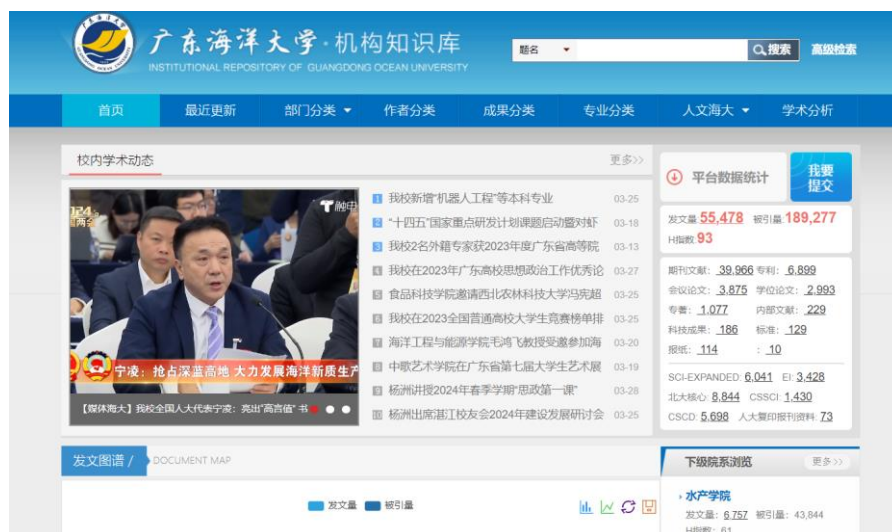 广东海洋大学·机构知识库
INSTITUTIONAL REPOSITORY OF GUANGDONG OCEAN UNIVERSITY
题名
搜索
高级检索
首页 最近更新 部门分类 作者分类 成果分类 专业分类 人文海大 学术分析
校内学术动态 更多>>
融中
宁凌：抢占深蓝高地 大力发展海洋新质生产
【媒体海大】我校全国人大代表宁凌：亮出“高言值” 书
1 我校新增“机器人工程”等本科专业 03-25
2 “十四五”国家重点研发计划课题启动暨对虾 03-18
3 我校2名外籍专家获2023年度广东省高等院 03-13
4 我校在2023年广东高校思想政治工作优秀论 03-27
5 食品科技学院邀请西北农林科技大学冯宪超 03-25
6 我校在2023全国普通高校大学生竞赛榜单排 03-25
7 海洋工程与能源学院毛鸿飞教授受邀参加海 03-20
8 中歌艺术学院在广东省第七届大学生艺术展 03-19
9 杨洲讲授2024年春季学期“思政第一课” 03-28
10 杨洲出席湛江校友会2024年建设发展研讨会 03-25
平台数据统计
我要
提交
发文量:55,478 被引量:189,277
H指数:93
期刊文献: 39,966 专利: 6,899
会议论文: 3,875 学位论文: 2,993
专著: 1,077 内部文献: 229
科技成果: 186 标准: 129
报纸: 114 : 10
SCI-EXPANDED: 6,041 EI: 3,428
北大核心: 8,844 CSSCI: 1,430
CSCD: 5,698 人大复印报刊资料: 73
发文图谱 / DOCUMENT MAP
发文量 被引量
下级院系浏览 更多>>
水产学院
发文量: 6,757 被引量: 43,844
H指数: 61